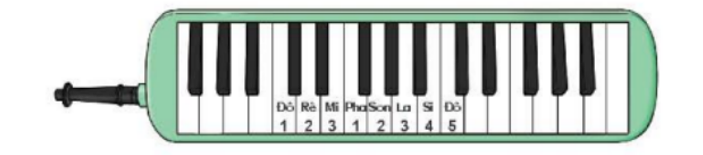 Đô Rê Mi Pha Son La Si Đô
1 2 3 1 2 3 4 5